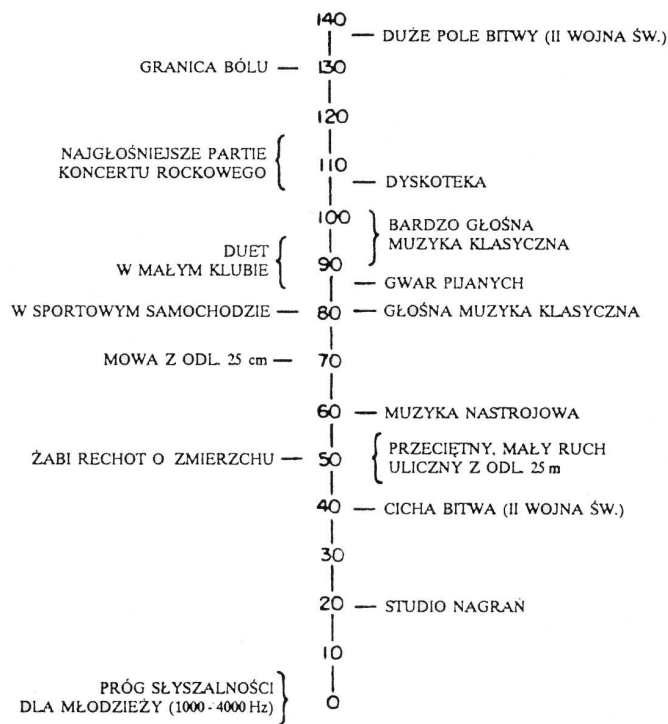 140
DUŻE POLE BITWY (II WOJNA ŚW.)
GRANICA BÓLU
130
120
NAJGŁOŚNIEJSZE PARTIE
KONCERTU ROCKOWEGO
110
DYSKOTEKA
100
BARDZO GŁOŚNA
MUZYKA KLASYCZNA
DUET
W MAŁYM KLUBIE
90
GWAR PIJANYCH
W SPORTOWYM SAMOCHODZIE
80
GŁOŚNA MUZYKA KLASYCZNA
MOWA Z ODL. 25 cm
70
60
MUZYKA NASTROJOWA
ŻABI RECHOT O ZMIERZCHU
50
PRZECIĘTNY, MAŁY RUCH
ULICZNY Z ODL. 25 m
40
CICHA BITWA (II WOJNA ŚW.)
30
20
STUDIO NAGRAŃ
10
PRÓG SŁYSZALNOŚCI
DLA MŁODZIEŻY (1000 - 4000 Hz)
0